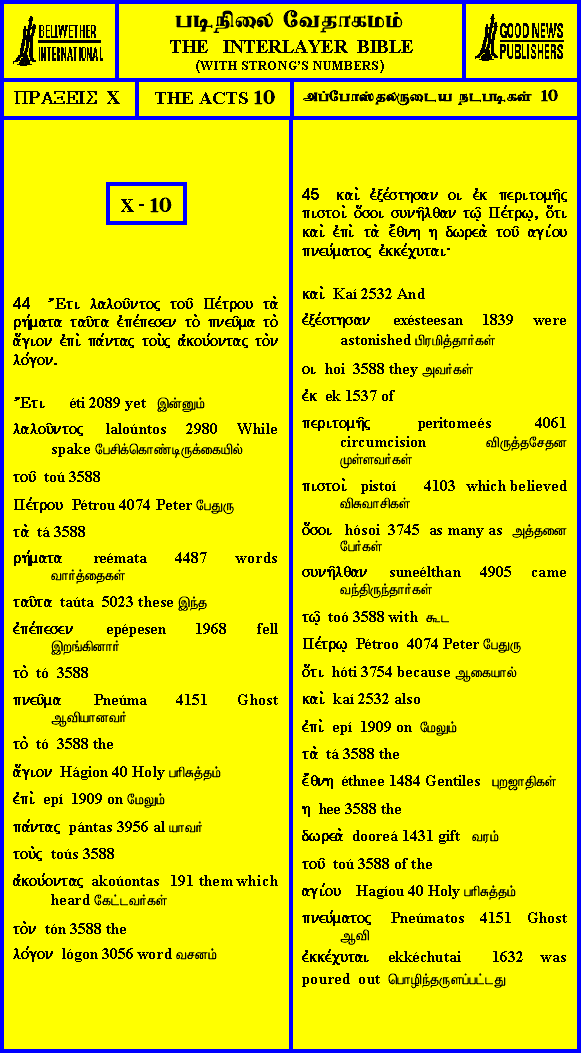 BELLWETHER
INTERNATIONAL
படிநிலை வேதாகமம்
THE INTERLAYER BIBLE
(WITH STRONG'S NUMBERS)
GOOD NEWS
PUBLISHERS
ΠΡΑΞΕΙΣ X
THE ACTS 10
அப்போஸ்தலருடைய நடபடிகள் 10
X - 10
44 Ἔτι λαλοῦντος τοῦ Πέτρου τὰ
ρήματα ταῦτα ἐπέπεσεν τὸ πνεῦμα τὸ
ἅγιον ἐπὶ πάντας τοὺς ἀκούοντας τὸν
λόγον.
Ἔτι éti 2089 yet இன்னும்
λαλοῦντος laloúntos 2980 While
spake பேசிக்கொண்டிருக்கையில்
τοῦ toú 3588
Πέτρου Pétrou 4074 Peter பேதுரு
τὰ tá 3588
ρήματα reémata 4487 words
வார்த்தைகள்
ταῦτα taúta 5023 these இந்த
ἐπέπεσεν epépesen 1968 fell
இறங்கினார்
τὸ tó 3588
πνεῦμα Pneúma 4151 Ghost
ஆவியானவர்
τὸ tó 3588 the
ἅγιον Hágion 40 Holy பரிசுத்தம்
ἐπὶ epí 1909 on மேலும்
πάντας pántas 3956 al யாவர்
τοὺς toús 3588
ἀκούοντας akoúontas 191 them which
heard கேட்டவர்கள்
τὸν tón 3588 the
λόγον lógon 3056 word வசனம்
45 καὶ ἐξέστησαν οι ἐκ περιτομῆς
πιστοὶ ὅσοι συνῆλθαν τῷ Πέτρῳ, ὅτι
καὶ ἐπὶ τὰ ἔθνη η δωρεὰ τοῦ αγίου
πνεύματος ἐκκέχυται·
καὶ Kaí 2532 And
ἐξέστησαν exésteesan 1839 were
astonished பிரமித்தார்கள்
οι hoi 3588 they அவர்கள்
ἐκ ek 1537 of
περιτομῆς peritomeés 4061
circumcision விருத்தசேதன
முள்ளவர்கள்
πιστοὶ pistoí 4103 which believed
விசுவாசிகள்
ὅσοι hósoi 3745 as many as அத்தனை
பேர்கள்
συνῆλθαν suneélthan 4905 came
வந்திருந்தார்கள்
τῷ toó 3588 with கூட
Πέτρῳ Pétroo 4074 Peter பேதுரு
ὅτι hóti 3754 because ஆகையால்
καὶ kaí 2532 also
ἐπὶ epí 1909 on மேலும்
τὰ tá 3588 the
ἔθνη éthnee 1484 Gentiles புறஜாதிகள்
η hee 3588 the
δωρεὰ dooreá 1431 gift வரம்
τοῦ toú 3588 of the
αγίου Hagíou 40 Holy பரிசுத்தம்
πνεύματος Pneúmatos 4151 Ghost
ஆவி
ἐκκέχυται ekkéchutai 1632 was
poured out பொழிந்தருளப்பட்டது